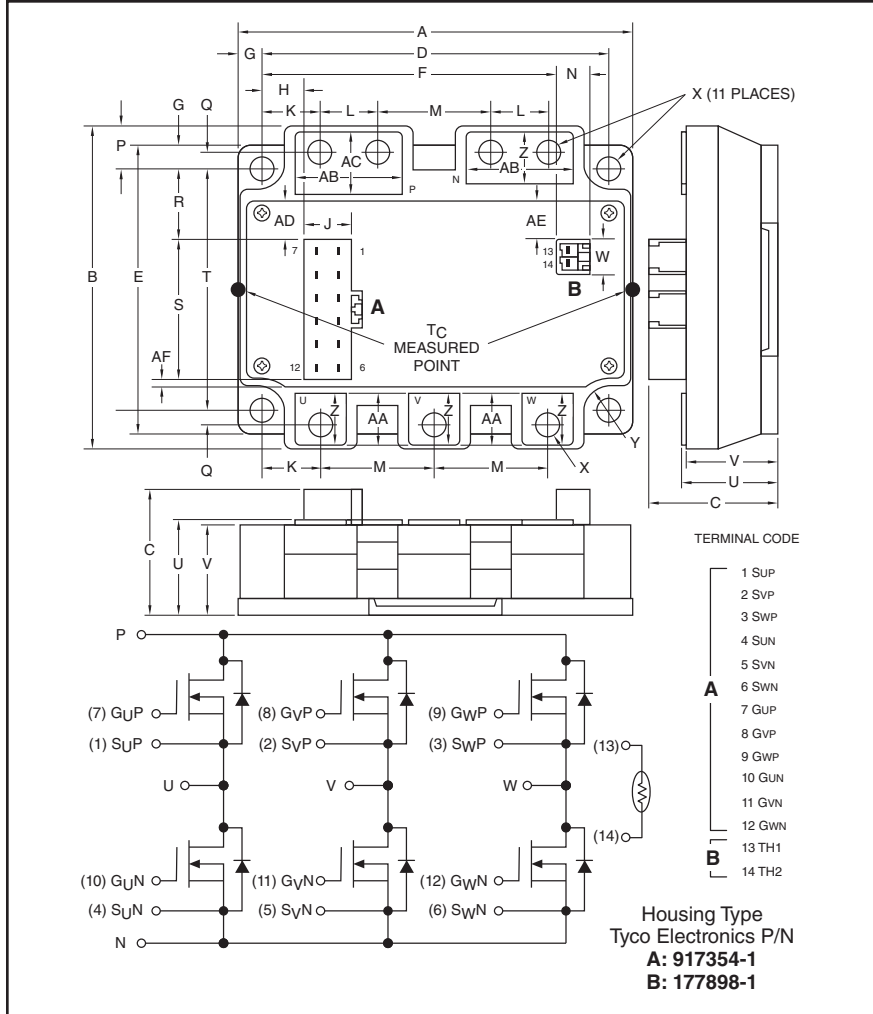 A
G D
F N
H
K L M L
X (11 PLACES)
G Q
P
AC
Z
AB
AB
P
N
R
AD
J
AE
7 1
13
14
W
B
B E T
S
A
TC
MEASURED
POINT
AF
12 6
U
Z
AA
V
Z
AA
W
Z
Y
Q
K M M X
V
U
C
C U V
TERMINAL CODE
A
1 SUP
2 SVP
3 SWP
4 SUN
5 SVN
6 SWN
7 GUP
8 GVP
9 GWP
10 GUN
11 GVN
12 GWN
B
13 TH1
14 TH2
P
(7) GUP
(8) GVP
(9) GWP
(1) SUP
(2) SVP
(3) SWP
(13)
U
V
W
(14)
(10) GUN
(11) GVN
(12) GWN
(4) SUN
(5) SVN
(6) SWN
N
Housing Type
Tyco Electronics P/N
A: 917354-1
B: 177898-1